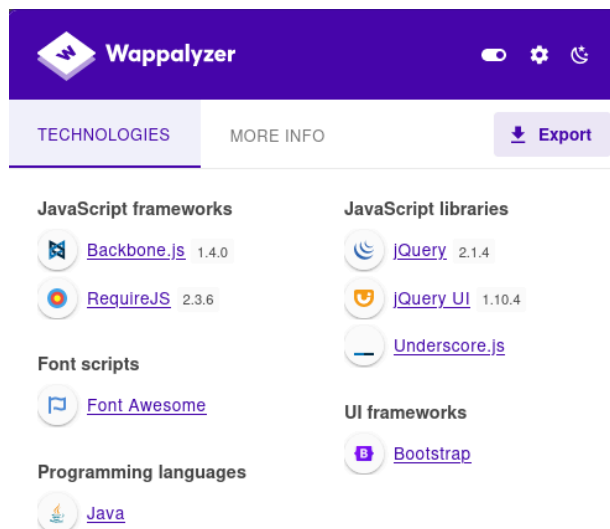 Wappalyzer
TECHNOLOGIES
MORE INFO
Export
JavaScript frameworks
Backbone.js 1.4.0
RequireJS 2.3.6
Font scripts
Font Awesome
Programming languages
Java
JavaScript libraries
jQuery 2.1.4
jQuery UI 1.10.4
Underscore.js
UI frameworks
Bootstrap